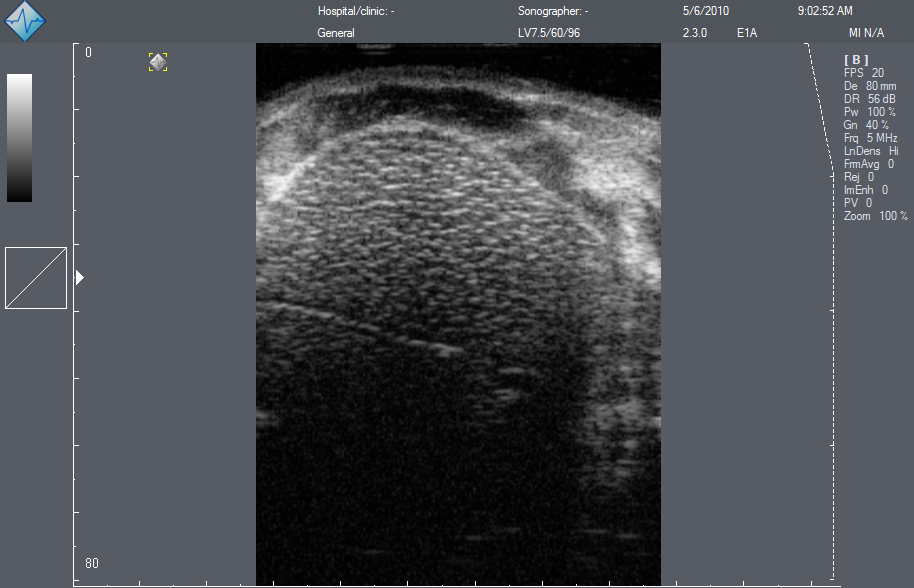 Hospital/clinic: - Sonographer: - 5/6/2010 9:02:52 AM
General LV7.5/60/96 2.3.0 E1A MI N/A
0
[ B ]
FPS 20
De 80 mm
DR 56 dB
Pw 100 %
Gn 40 %
Frq 5 MHz
LnDens Hi
FrmAvg 0
Rej 0
ImEnh 0
PV 0
Zoom 100 %
80